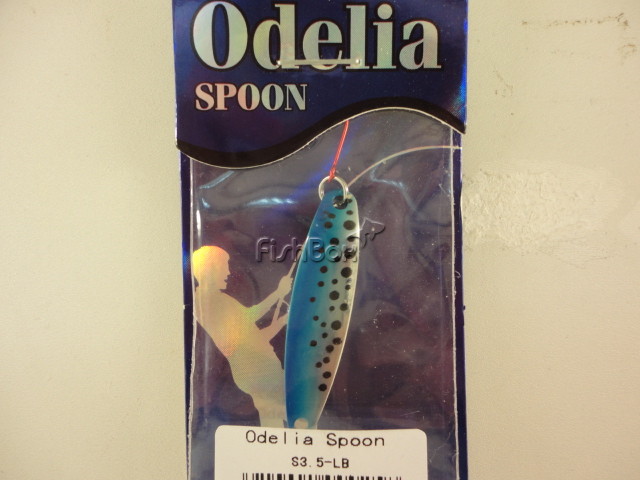 Odelia
SPOON
FishBox
Odelia Spoon
S3.5-LB